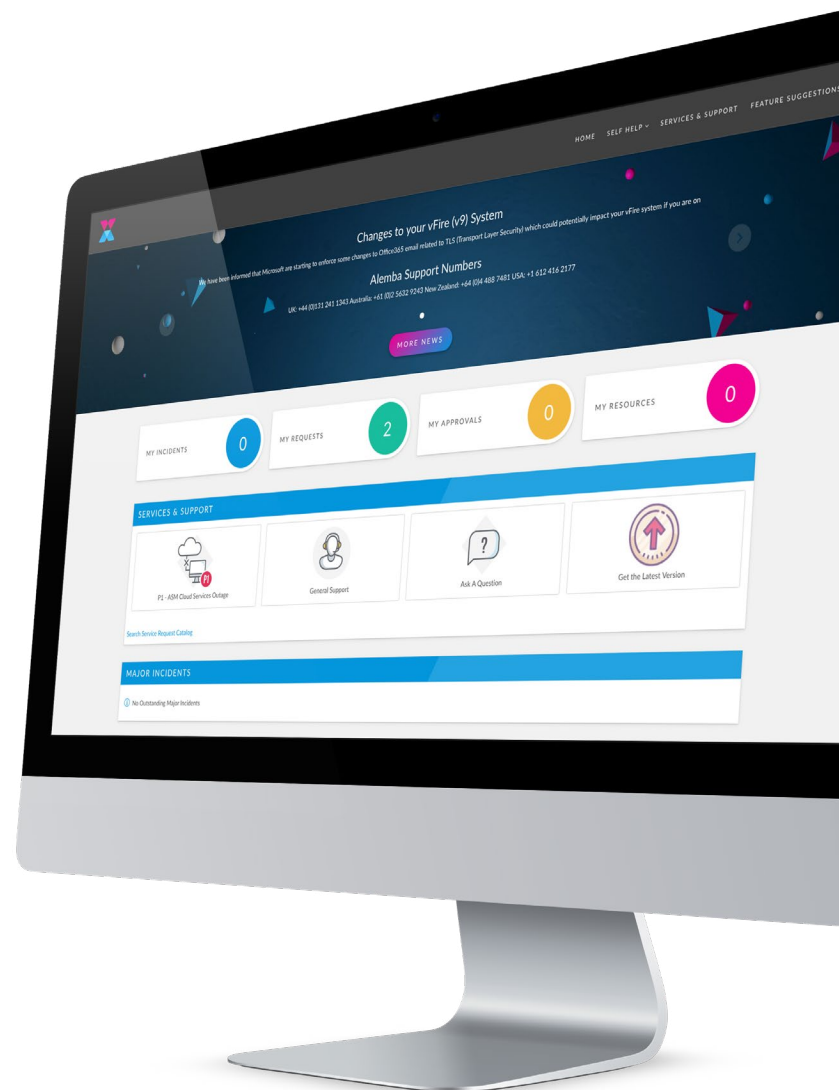 HOME SELF HELP SERVICES & SUPPORT FEATURE SUGGESTIONS
Changes to your vFire (v9) System
We have been informed that Microsoft are starting to enforce some changes to Office365 email related to TLS (Transport Layer Security) which could potentially impact your vFire system if you are on
Alemba Support Numbers
UK: +44 (0)131 241 1343 Australia: +61 (0)2 5632 9243 New Zealand: +64 (0)4 488 7481 USA: +1 612 416 2177
MORE NEWS
MY INCIDENTS 0 MY REQUESTS 2 MY APPROVALS 0 MY RESOURCES 0
SERVICES & SUPPORT
P1
?
P1 - ASM Cloud Services Outage General Support Ask A Question Get the Latest Version
Search Service Request Catalog
MAJOR INCIDENTS
No Outstanding Major Incidents